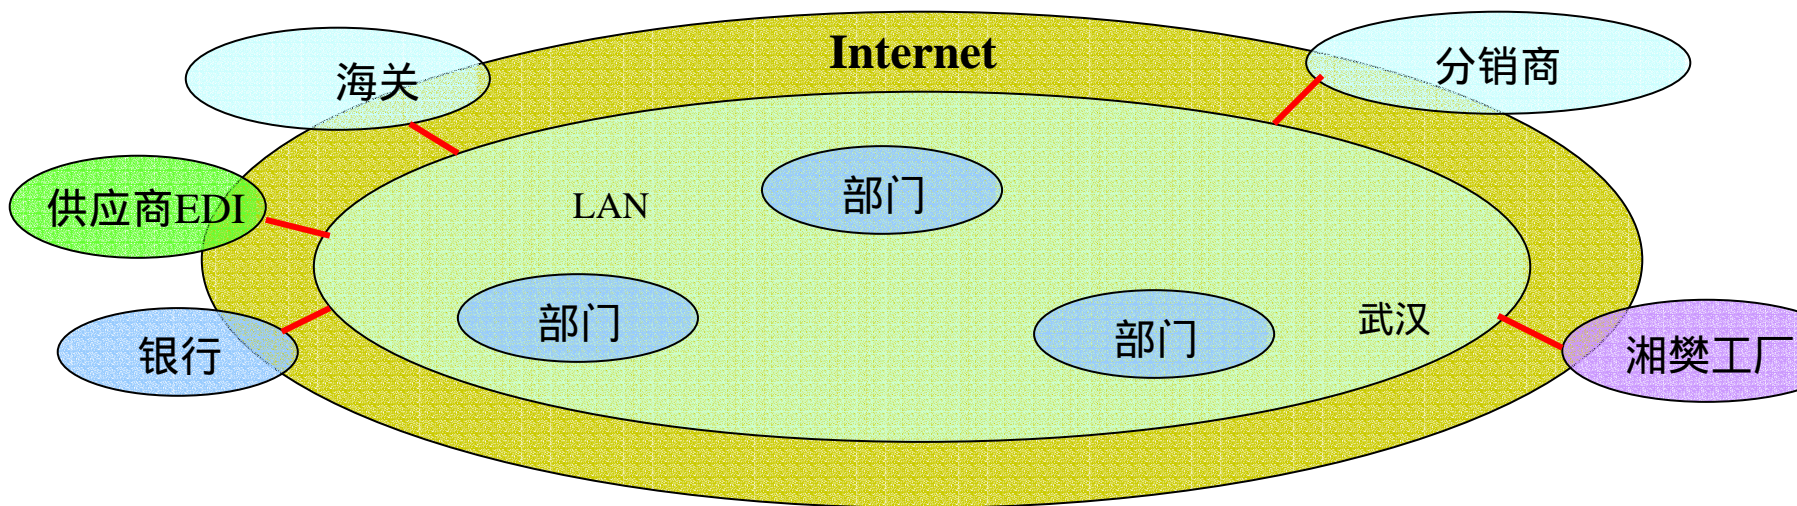 Internet
海关
分销商
供应商EDI
LAN
部门
部门
部门
武汉
银行
湘樊工厂